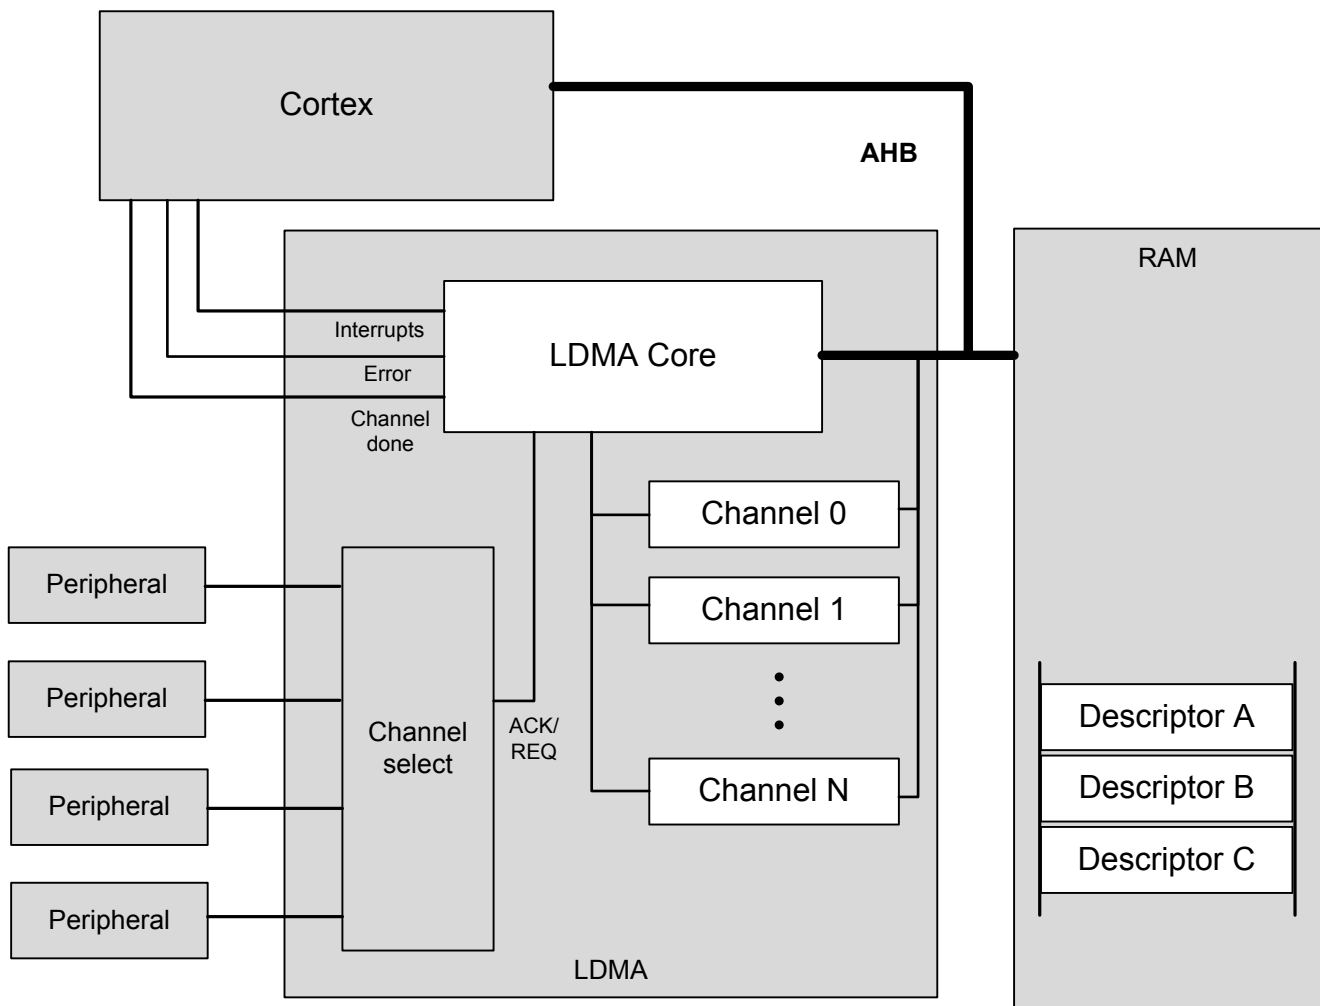 Cortex
AHB
RAM
Interrupts
LDMA Core
Error
Channel
done
Channel 0
Peripheral
Channel 1
Peripheral
ACK/
REQ
Channel
select
Descriptor A
Peripheral
Channel N
Descriptor B
Descriptor C
Peripheral
LDMA